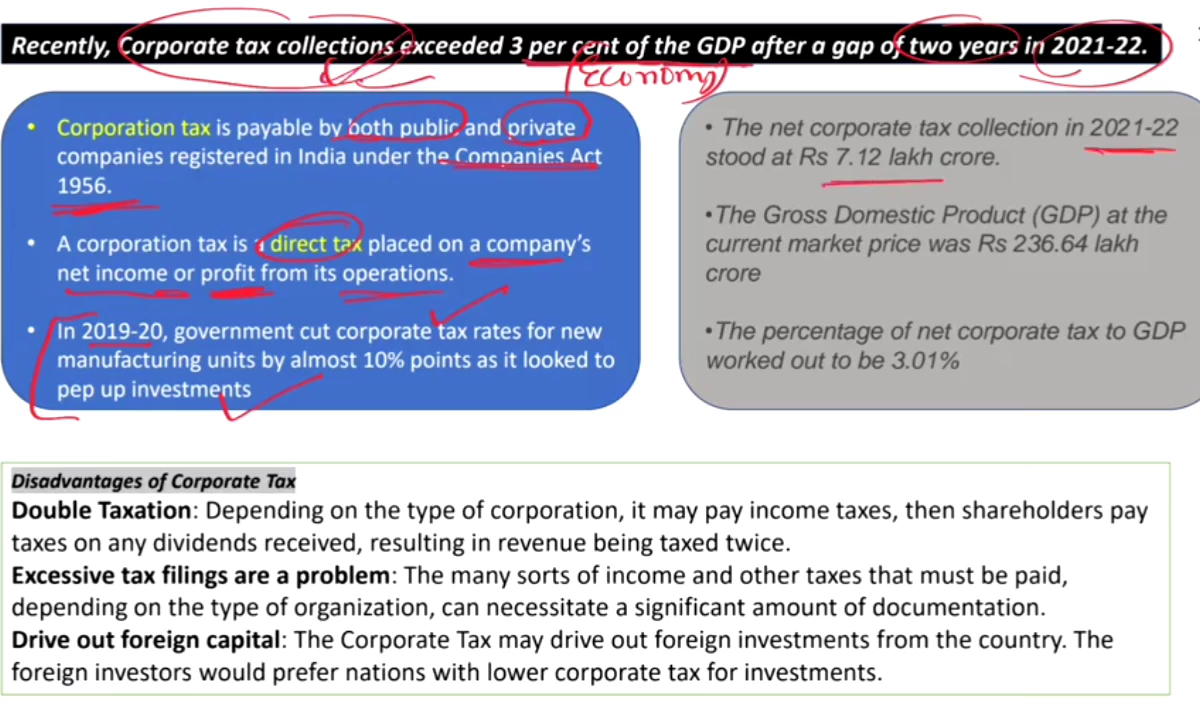 Recently, Corporate tax collections exceeded 3 per cent of the GDP after a gap of two years in 2021-22.
Economy
• Corporation tax is payable by both public and private
companies registered in India under the Companies Act
1956.
• A corporation tax is a direct tax placed on a company’s
net income or profit from its operations.
• In 2019-20, government cut corporate tax rates for new
manufacturing units by almost 10% points as it looked to
pep up investments
• The net corporate tax collection in 2021-22
stood at Rs 7.12 lakh crore.
•The Gross Domestic Product (GDP) at the
current market price was Rs 236.64 lakh
crore
•The percentage of net corporate tax to GDP
worked out to be 3.01%
Disadvantages of Corporate Tax
Double Taxation: Depending on the type of corporation, it may pay income taxes, then shareholders pay
taxes on any dividends received, resulting in revenue being taxed twice.
Excessive tax filings are a problem: The many sorts of income and other taxes that must be paid,
depending on the type of organization, can necessitate a significant amount of documentation.
Drive out foreign capital: The Corporate Tax may drive out foreign investments from the country. The
foreign investors would prefer nations with lower corporate tax for investments.